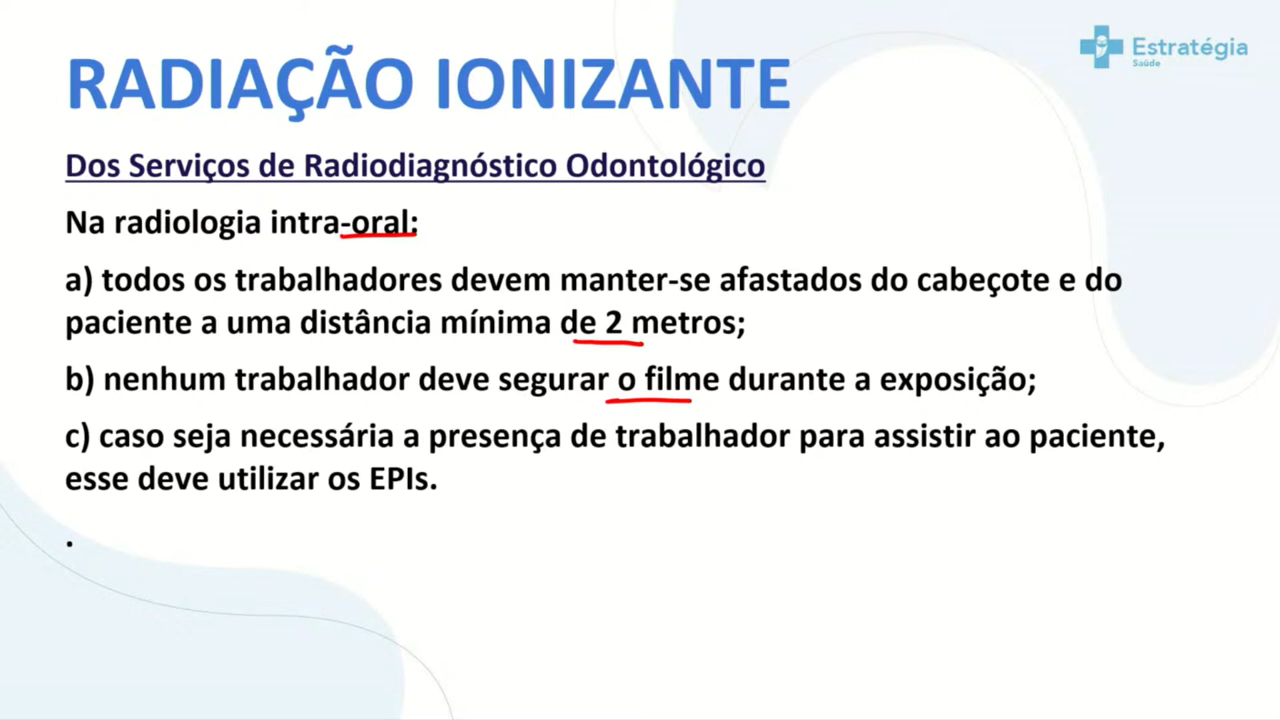 Estratégia
Saúde
RADIAÇÃO IONIZANTE
Dos Serviços de Radiodiagnóstico Odontológico
Na radiologia intra-oral:
a) todos os trabalhadores devem manter-se afastados do cabeçote e do
paciente a uma distância mínima de 2 metros;
b) nenhum trabalhador deve segurar o filme durante a exposição;
c) caso seja necessária a presença de trabalhador para assistir ao paciente,
esse deve utilizar os EPIs.
.